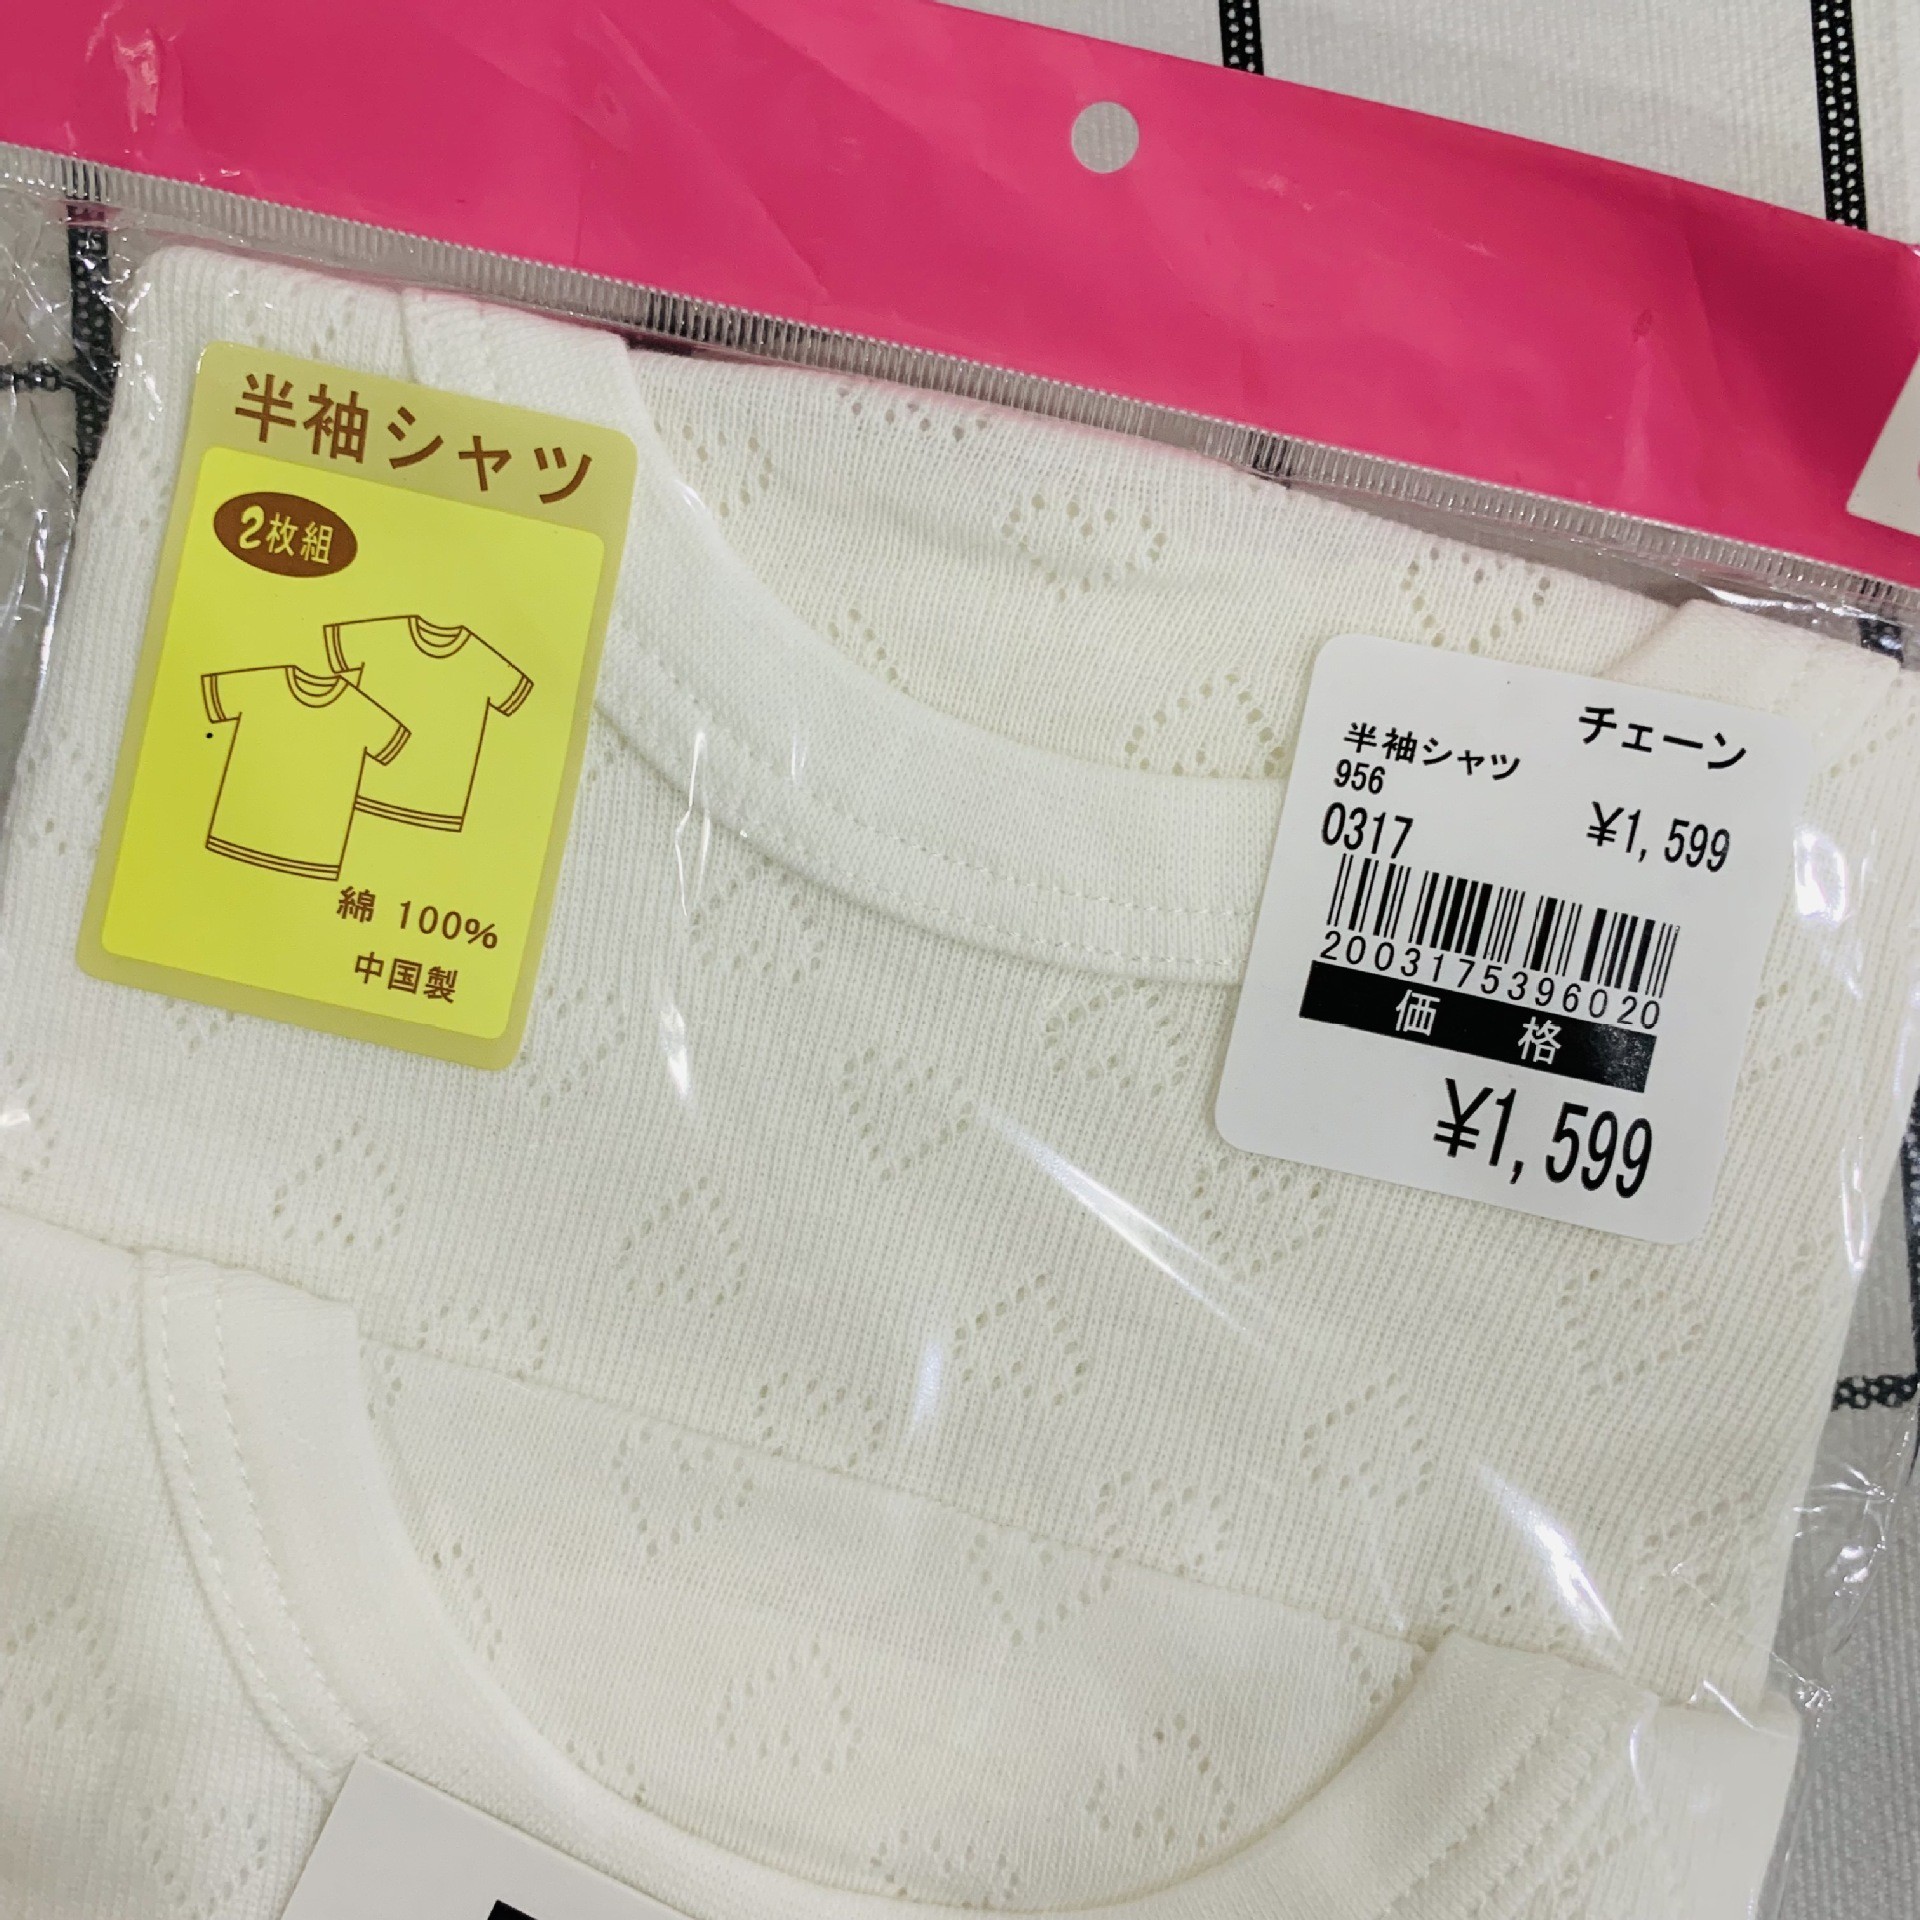 半袖シャツ
2枚組
綿 100%
中国製
チェーン
半袖シャツ
956
0317 ¥1,599
2003175396020
価 格
¥1,599